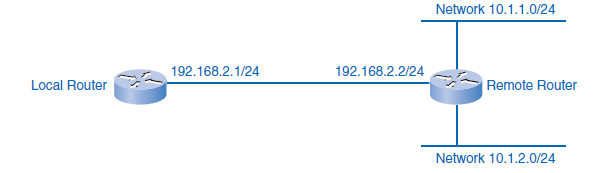 Network 10.1.1.0/24
192.168.2.1/24
192.168.2.2/24
Local Router
Remote Router
Network 10.1.2.0/24